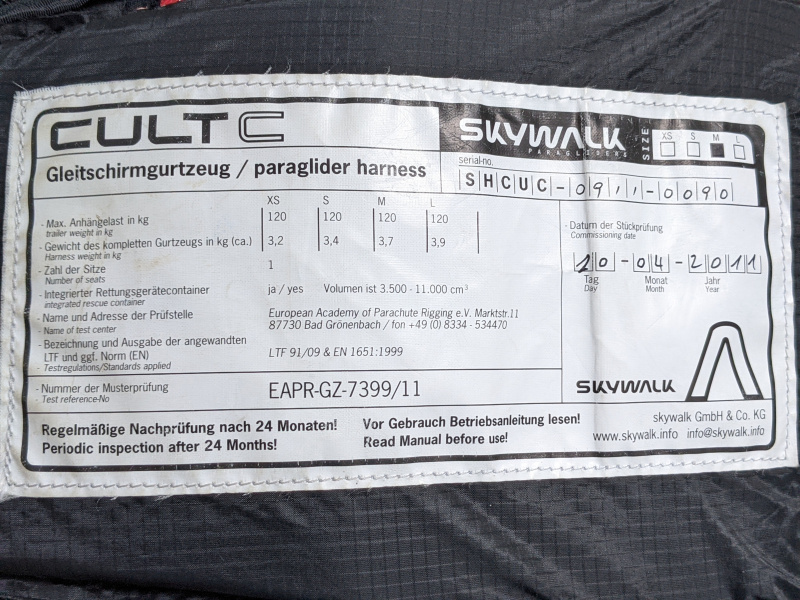 CULT C
Gleitschirmgurtzeug / paraglider harness
SKYWALK
PARAGLIDERS
SIZE: XS S M L
serial-no.
SHCUC-0911-0090
XS S M L
- Max. Anhängelast in kg 120 120 120 120
trailer weight in kg
- Gewicht des kompletten Gurtzeugs in kg (ca.) 3,2 3,4 3,7 3,9
Harness weight in kg
- Zahl der Sitze 1
Number of seats
- Integrierter Rettungsgerätecontainer ja / yes Volumen ist 3.500 - 11.000 cm³
integrated rescue container
- Name und Adresse der Prüfstelle European Academy of Parachute Rigging e.V. Marktstr.11
Name of test center 87730 Bad Grönenbach / fon +49 (0) 8334 - 534470
- Bezeichnung und Ausgabe der angewandten
LTF und ggf. Norm (EN) LTF 91/09 & EN 1651:1999
- Testregulations/Standards applied
- Nummer der Musterprüfung EAPR-GZ-7399/11
- Test reference-No
- Datum der Stückprüfung
Commissioning date
20-04-2011
Tag Monat Jahr
Day Month Year
SKYWALK
Regelmäßige Nachprüfung nach 24 Monaten!
Periodic inspection after 24 Months!
Vor Gebrauch Betriebsanleitung lesen!
Read Manual before use!
skywalk GmbH & Co. KG
www.skywalk.info info@skywalk.info